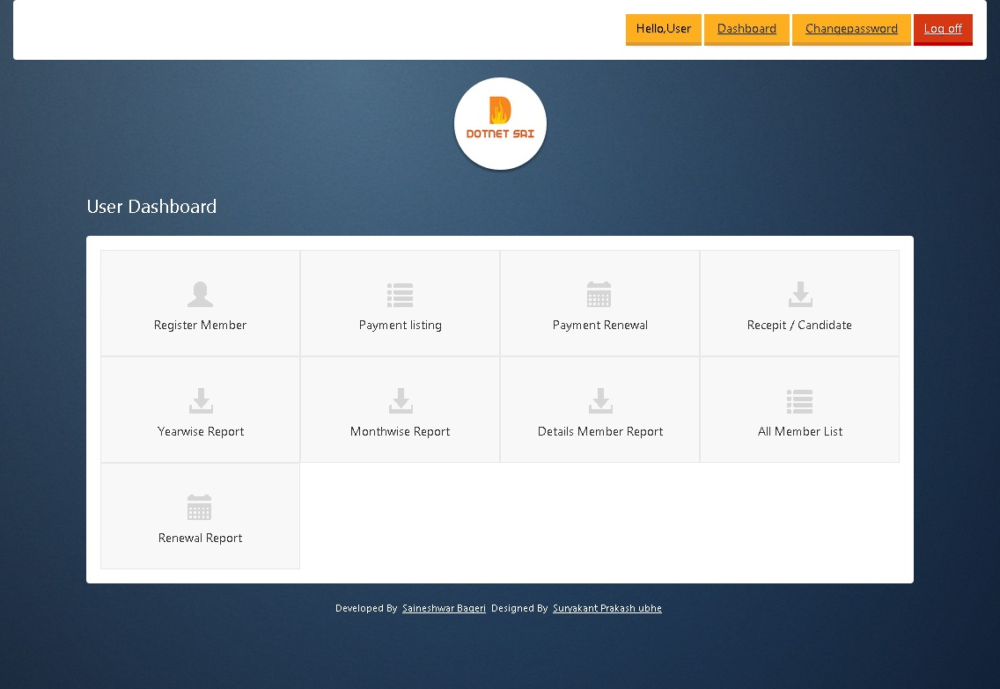 Hello,User Dashboard Changepassword Log off
DOTNET SAI
User Dashboard
Register Member Payment listing Payment Renewal Recepit / Candidate
Yearwise Report Monthwise Report Details Member Report All Member List
Renewal Report
Developed By Saineshwar Bageri Designed By Suryakant Prakash ubhe